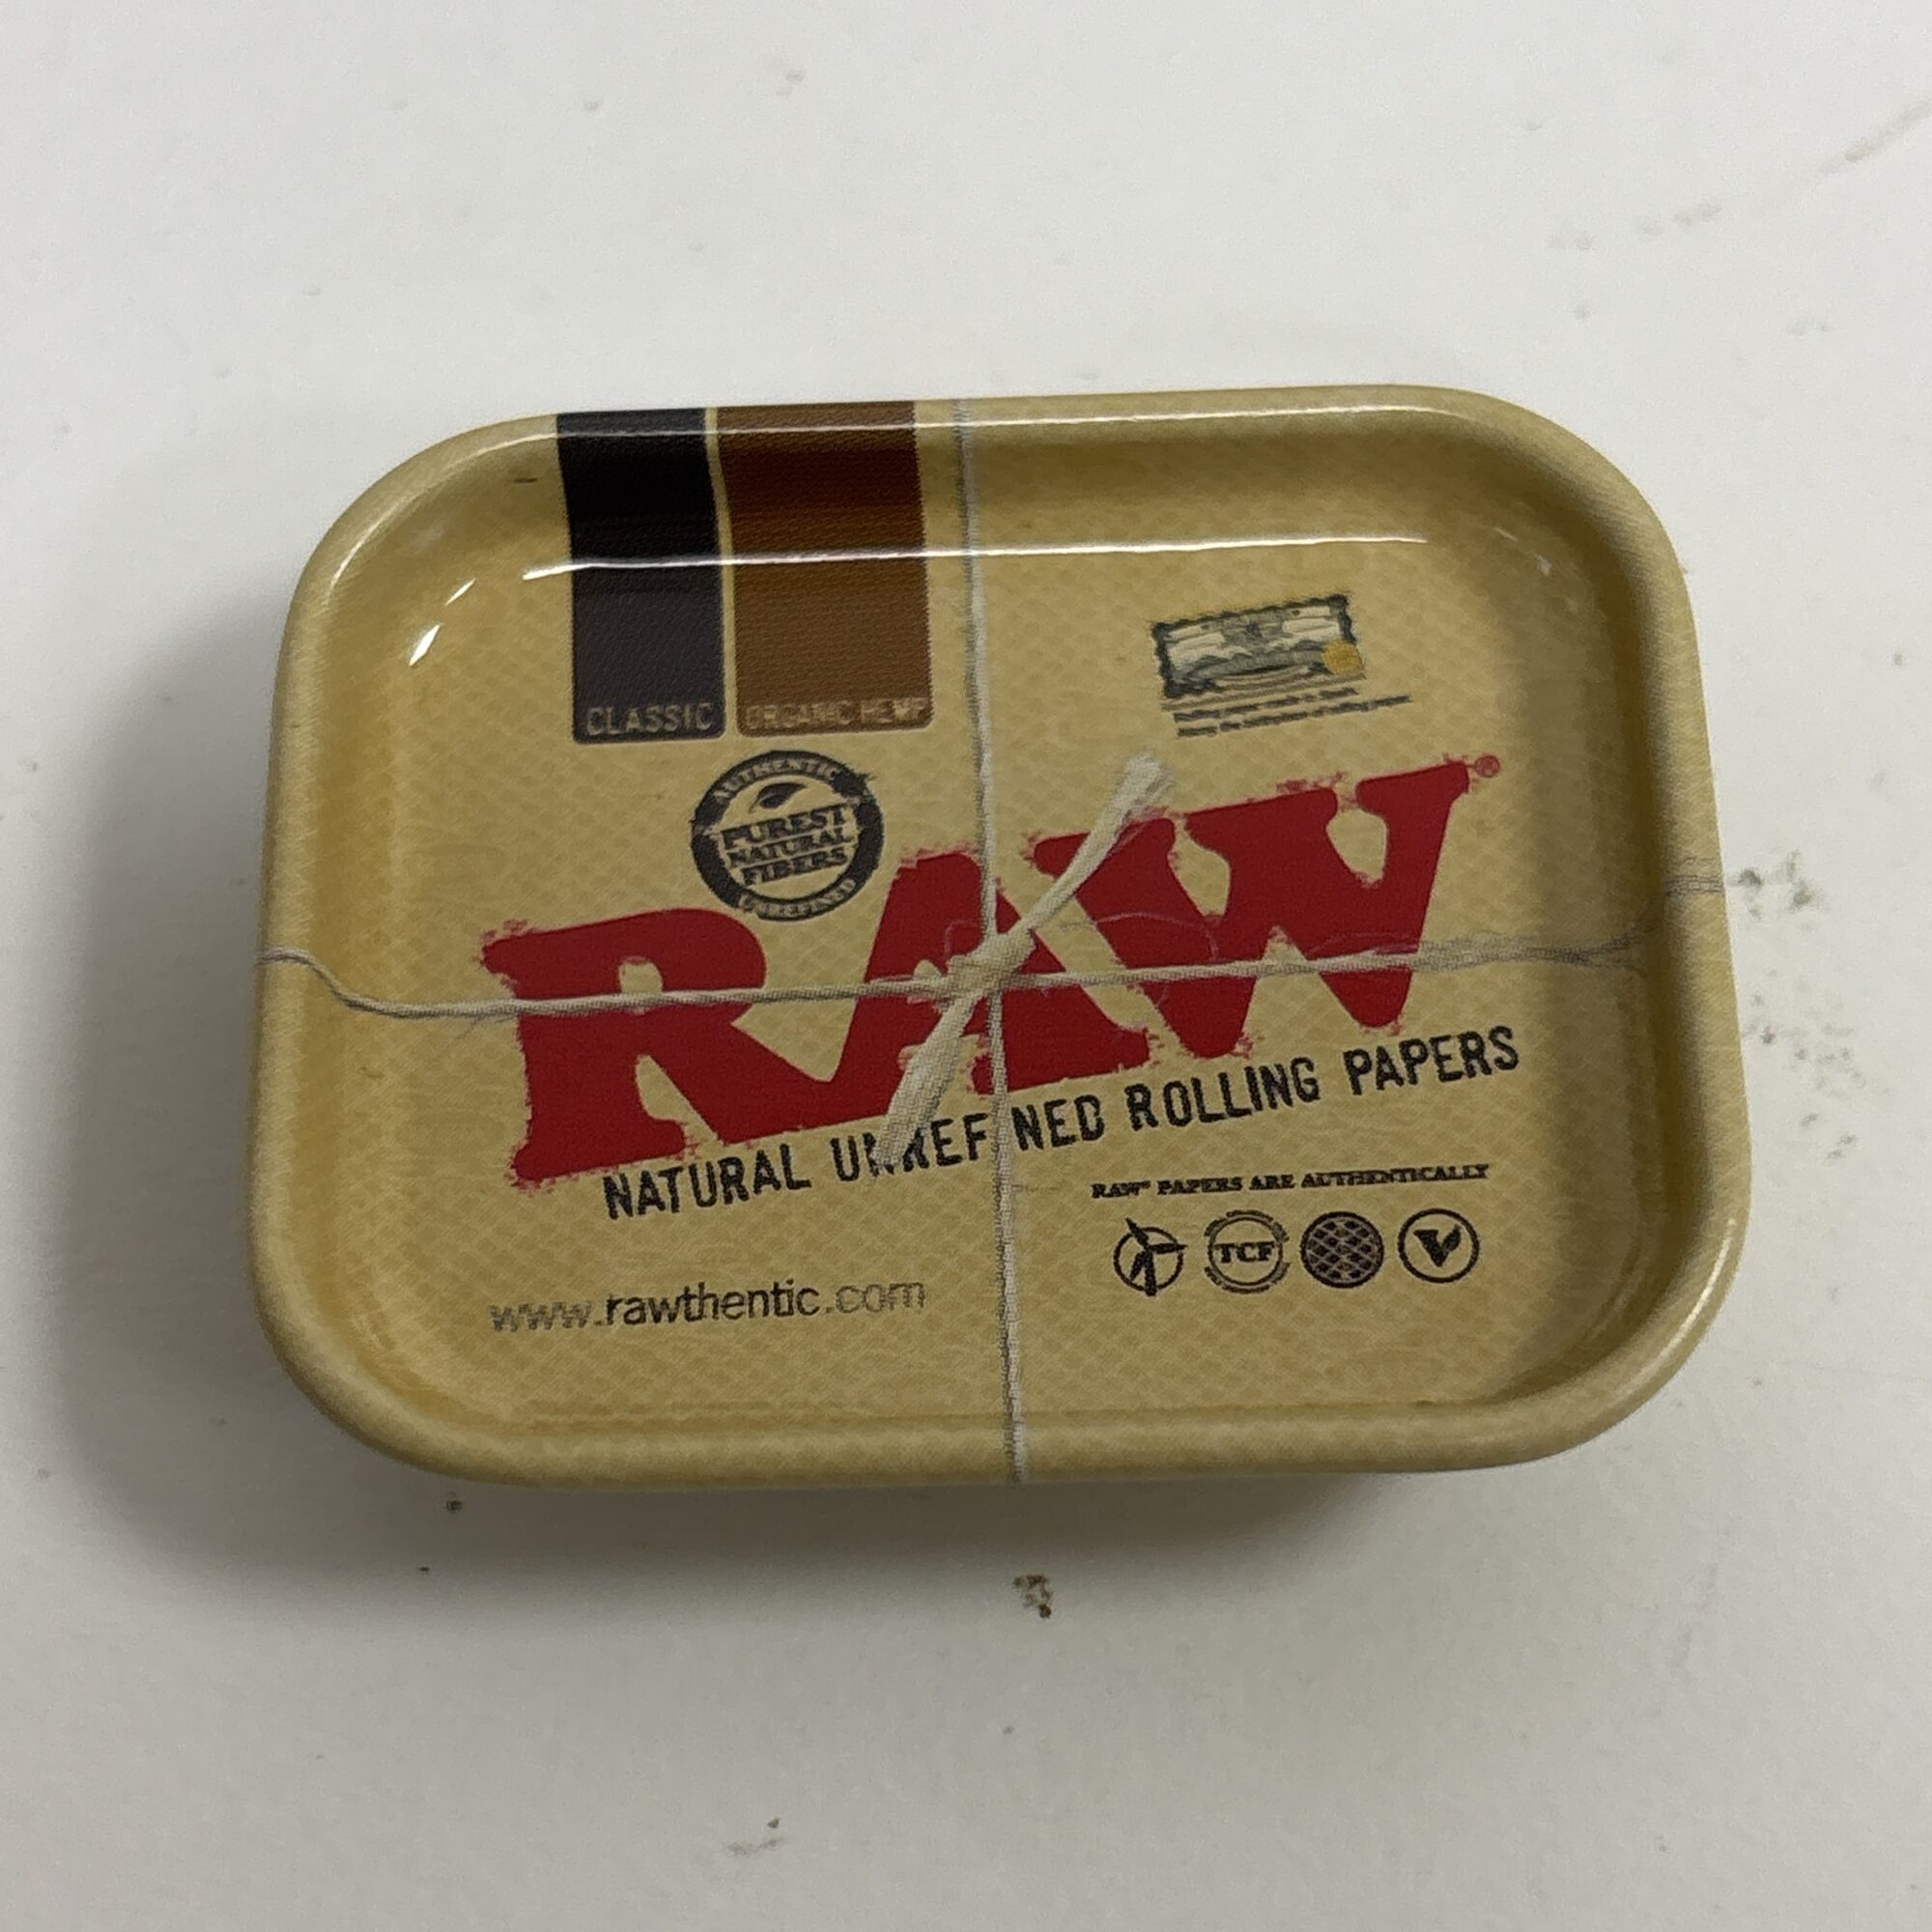 CLASSIC
ORGANIC HEMP
AUTHENTIC
PUREST
NATURAL
FIBERS
UNREFINED
RAW®
NATURAL UNREFINED ROLLING PAPERS
RAW® PAPERS ARE AUTHENTICALLY
TCF
V
www.rawthentic.com